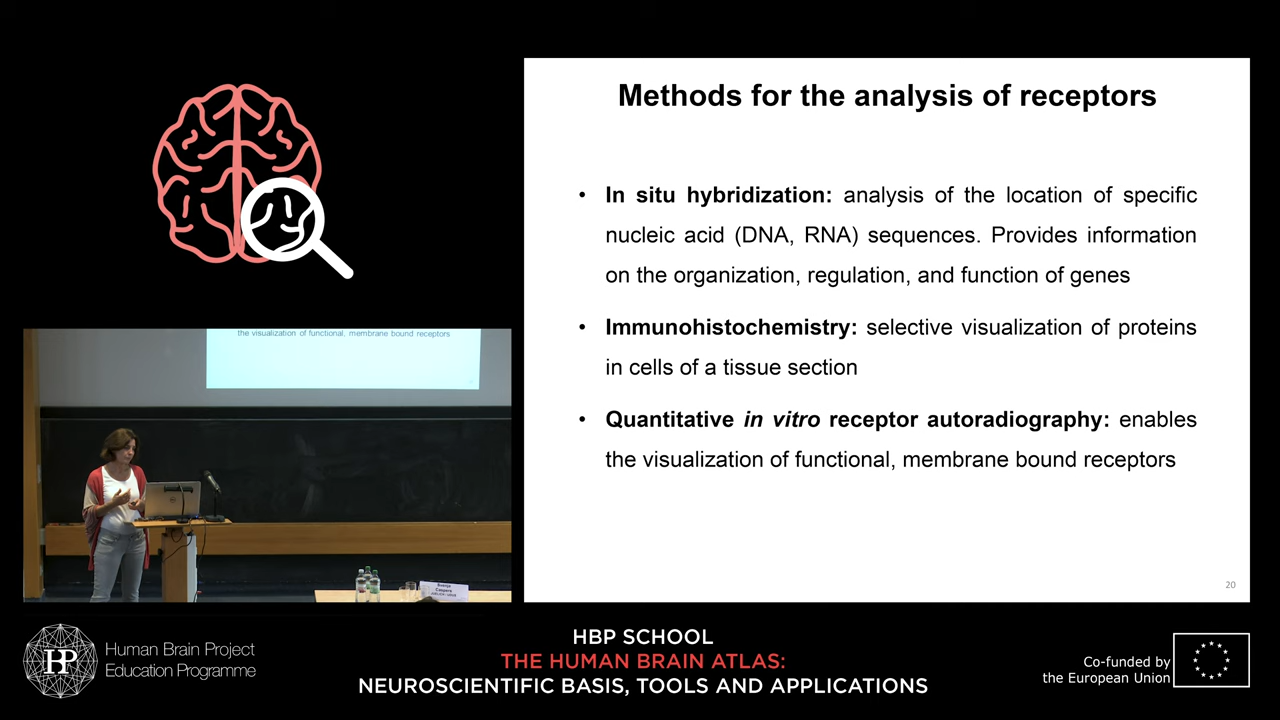 Methods for the analysis of receptors
• In situ hybridization: analysis of the location of specific
nucleic acid (DNA, RNA) sequences. Provides information
on the organization, regulation, and function of genes
• Immunohistochemistry: selective visualization of proteins
in cells of a tissue section
• Quantitative in vitro receptor autoradiography: enables
the visualization of functional, membrane bound receptors
20
the visualization of functional, membrane bound receptors
Svenja
Caspers
HBP
Human Brain Project
Education Programme
HBP SCHOOL
THE HUMAN BRAIN ATLAS:
NEUROSCIENTIFIC BASIS, TOOLS AND APPLICATIONS
Co-funded by
the European Union